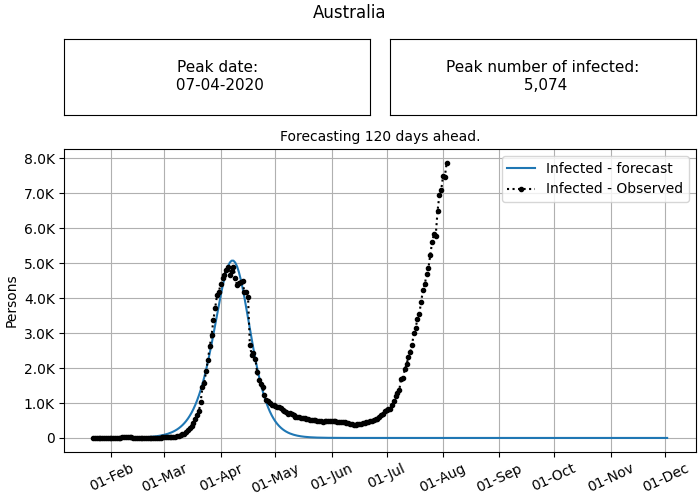 Australia
Peak date:
07-04-2020
Peak number of infected:
5,074
Forecasting 120 days ahead.
8.0K
7.0K
6.0K
5.0K
4.0K
3.0K
2.0K
1.0K
0
Persons
Infected - forecast
Infected - Observed
01-Feb
01-Mar
01-Apr
01-May
01-Jun
01-Jul
01-Aug
01-Sep
01-Oct
01-Nov
01-Dec